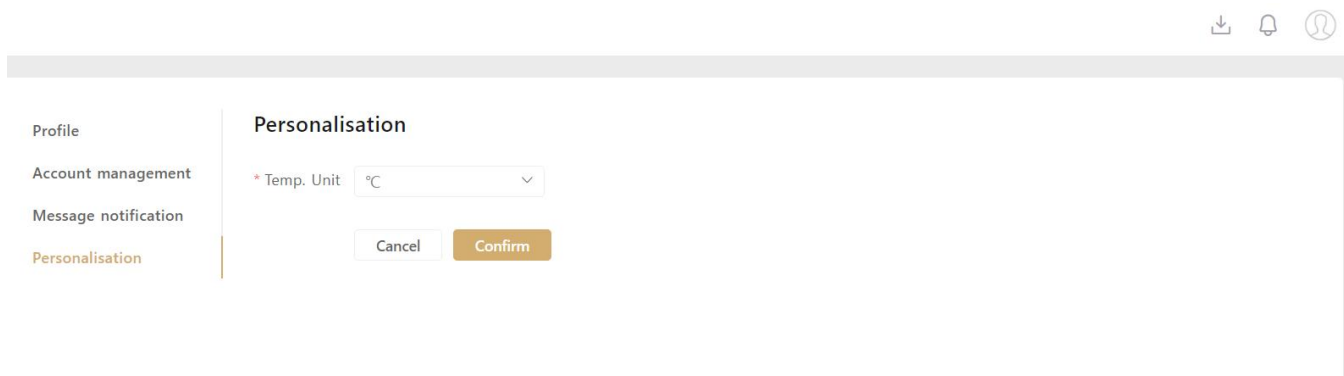 Profile
Account management
Message notification
Personalisation
Personalisation
* Temp. Unit ℃
Cancel Confirm